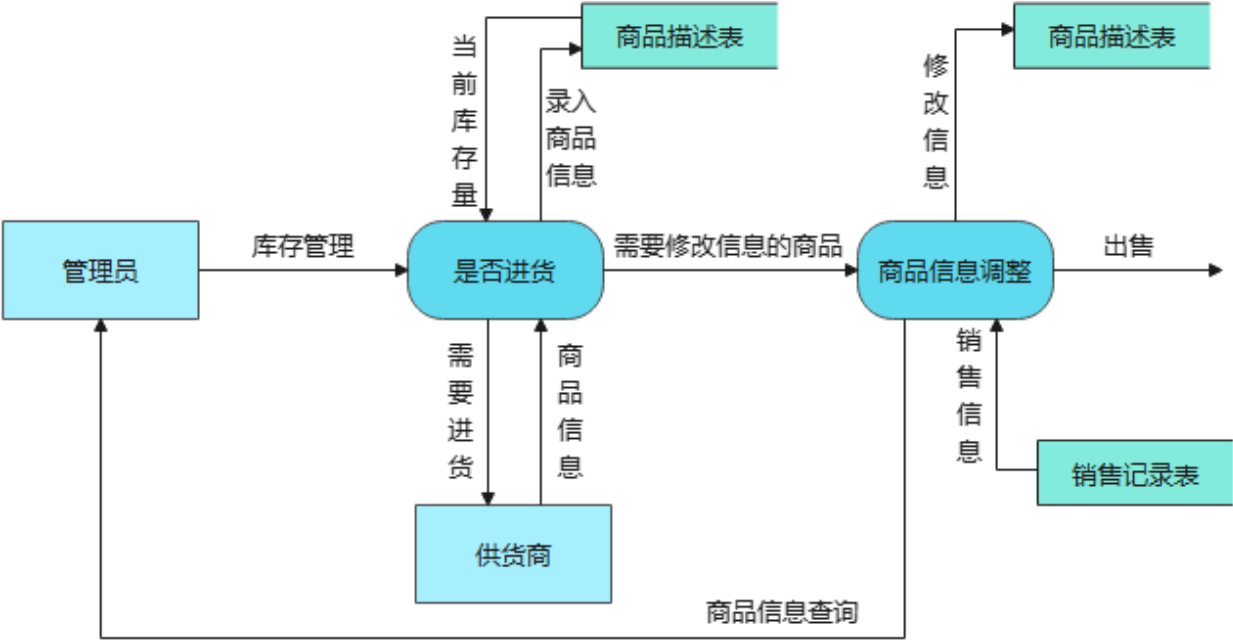 商品描述表
商品描述表
当前库存量
录入
商品
信息
修改信息
管理员
库存管理
是否进货
需要修改信息的商品
商品信息调整
出售
需要进货
商品信息
销售信息
销售记录表
供货商
商品信息查询